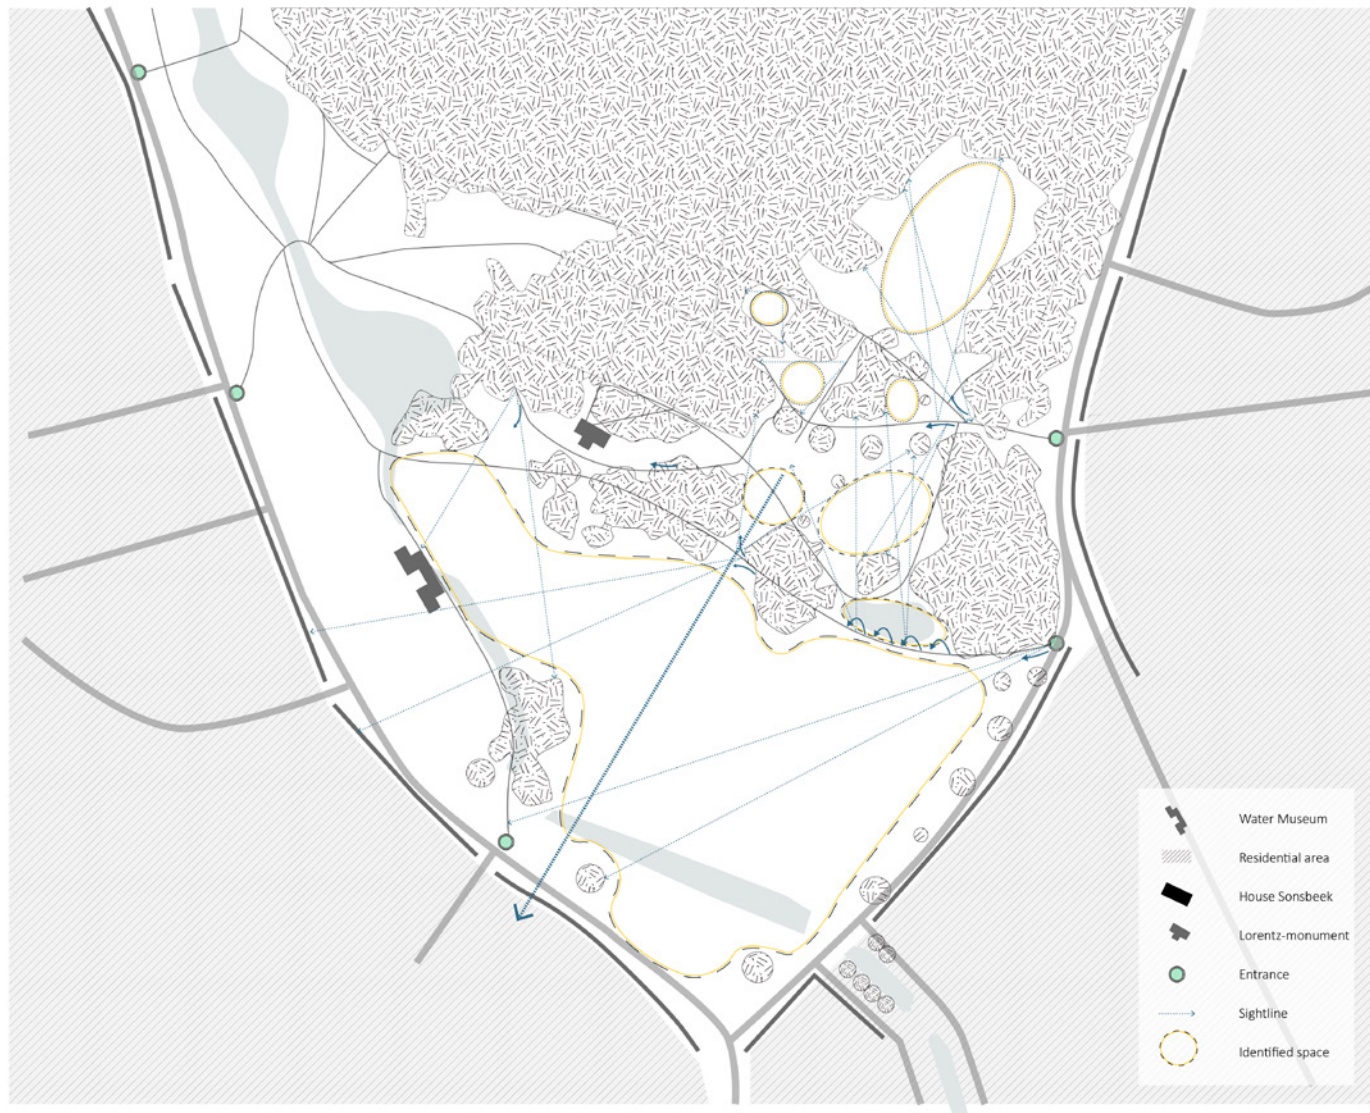 Water Museum
Residential area
House Sonsbeek
Lorentz-monument
Entrance
Sightline
Identified space